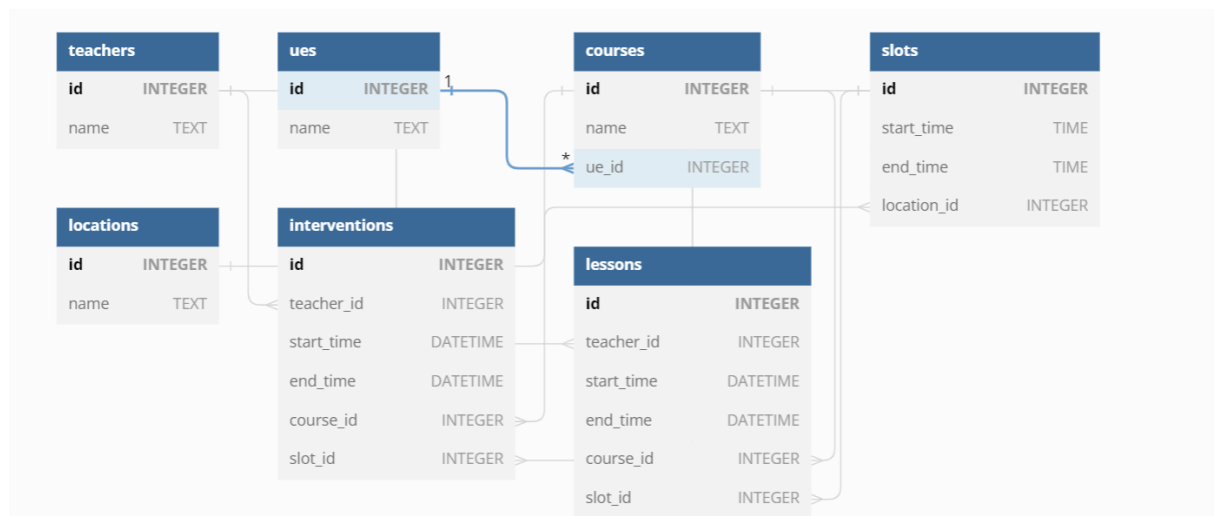 teachers
id INTEGER
name TEXT
ues
id INTEGER
name TEXT
1
*
courses
id INTEGER
name TEXT
ue_id INTEGER
slots
id INTEGER
start_time TIME
end_time TIME
location_id INTEGER
locations
id INTEGER
name TEXT
interventions
id INTEGER
teacher_id INTEGER
start_time DATETIME
end_time DATETIME
course_id INTEGER
slot_id INTEGER
lessons
id INTEGER
teacher_id INTEGER
start_time DATETIME
end_time DATETIME
course_id INTEGER
slot_id INTEGER